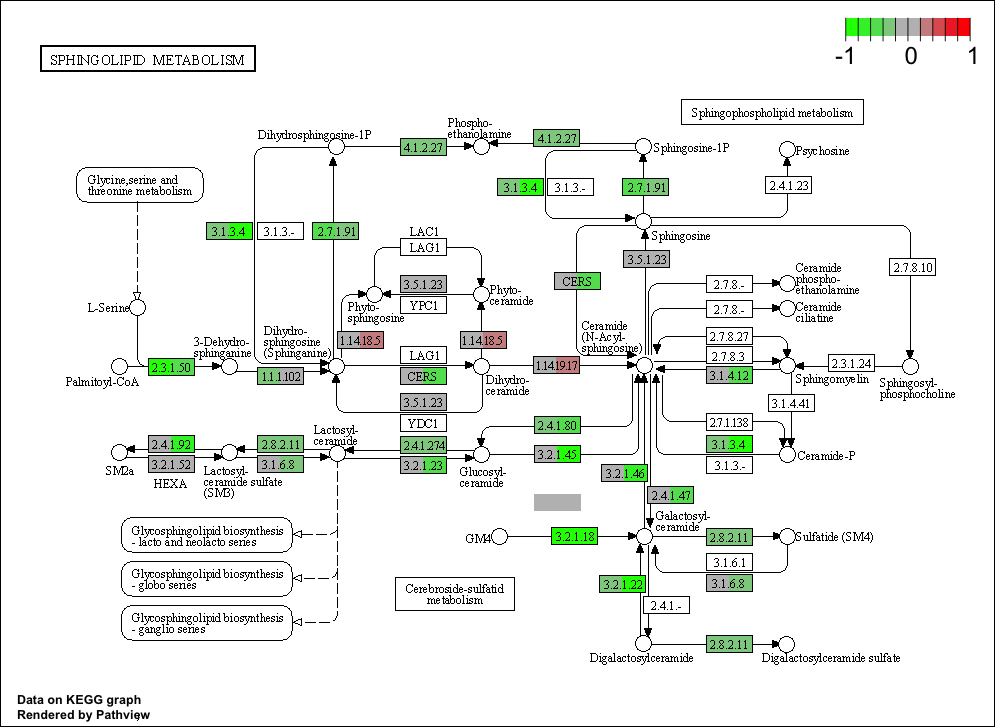 SPHINGOLIPID METABOLISM
-1 0 1
Sphingophospholipid metabolism
Dihydrosphingosine-1P
4.1.2.27
Phospho-
ethanolamine
4.1.2.27
Sphingosine-1P
Psychosine
2.4.1.23
Glycine,serine and
threonine metabolism
3.1.3.4
3.1.3.-
2.7.1.91
3.1.3.4
3.1.3.-
2.7.1.91
Sphingosine
LAC1
LAG1
3.5.1.23
YPC1
Phyto-
sphingosine
Phyto-
ceramide
3.5.1.23
CERS
2.7.8.10
L-Serine
2.7.8.-
Ceramide
phospho-
ethanolamine
2.7.8.-
Ceramide
ciliatine
3-Dehydro-
sphinganine
Dihydro-
sphingosine
(Sphinganine)
1.14.18.5
1.14.18.5
Ceramide
(N-Acyl-
sphingosine)
2.7.8.27
2.7.8.3
3.1.4.12
Palmitoyl-CoA
2.3.1.50
1.1.1.102
LAG1
CERS
3.5.1.23
YDC1
Dihydro-
ceramide
1.14.19.17
Sphingomyelin
2.3.1.24
Sphingosyl-
phosphocholine
3.1.4.41
2.7.1.138
3.1.3.4
3.1.3.-
Ceramide-P
SM2a
2.4.1.92
3.2.1.52
HEXA
Lactosyl-
ceramide sulfate
(SM3)
2.8.2.11
3.1.6.8
Lactosyl-
ceramide
2.4.1.274
3.2.1.23
Glucosyl-
ceramide
2.4.1.80
3.2.1.45
3.2.1.46
2.4.1.47
Glycosphingolipid biosynthesis
- lacto and neolacto series
GM4
3.2.1.18
Galactosyl-
ceramide
2.8.2.11
Sulfatide (SM4)
3.1.6.1
3.1.6.8
Glycosphingolipid biosynthesis
- globo series
Cerebroside-sulfatid
metabolism
3.2.1.22
2.4.1.-
Glycosphingolipid biosynthesis
- ganglio series
Digalactosylceramide
2.8.2.11
Digalactosylceramide sulfate
Data on KEGG graph
Rendered by Pathview